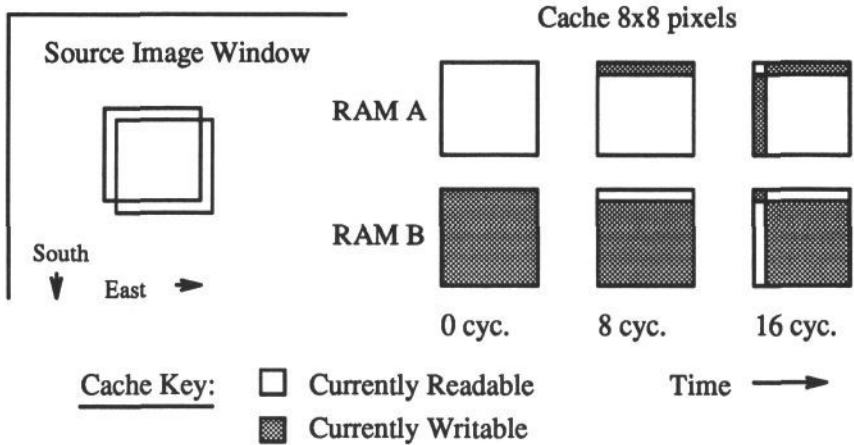 Cache 8x8 pixels
Source Image Window
RAM A
RAM B
South
East
0 cyc.
8 cyc.
16 cyc.
Cache Key:
Currently Readable
Time
Currently Writable